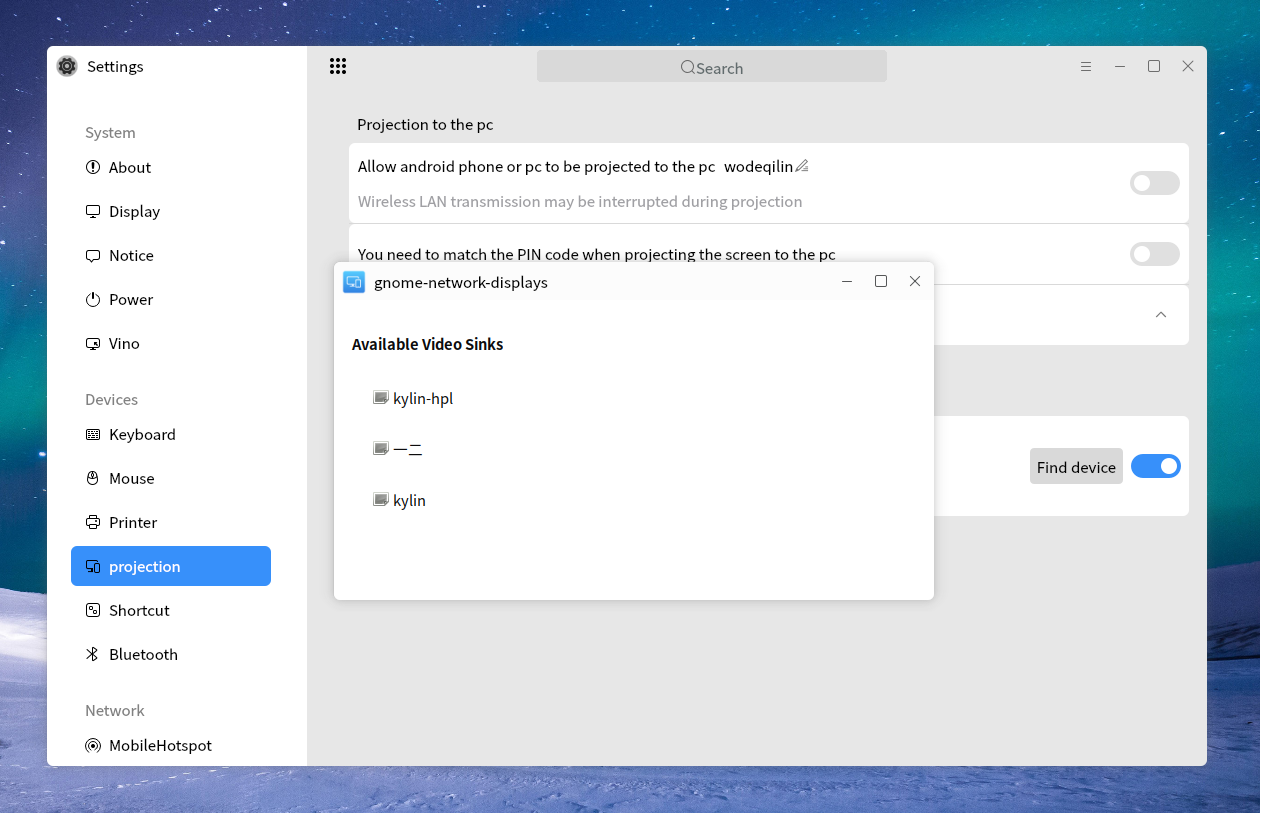 Settings
Search
System
About
Display
Notice
Power
Vino
Devices
Keyboard
Mouse
Printer
projection
Shortcut
Bluetooth
Network
MobileHotspot
Projection to the pc
Allow android phone or pc to be projected to the pc wodeqilin
Wireless LAN transmission may be interrupted during projection
You need to match the PIN code when projecting the screen to the pc
gnome-network-displays
Available Video Sinks
kylin-hpl
一二
kylin
Find device